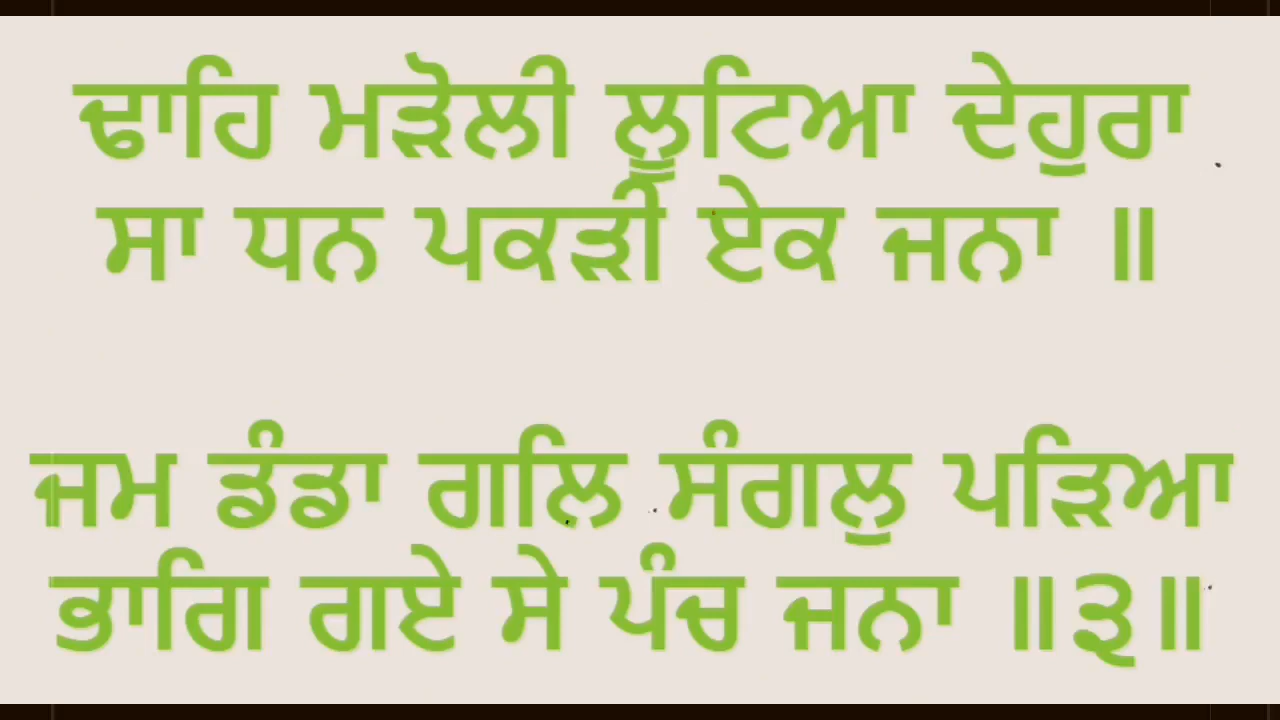 ਢਾਹਿ ਮੜੋਲੀ ਲੂਟਿਆ ਦੇਹੁਰਾ
ਸਾ ਧਨ ਪਕੜੀ ਏਕ ਜਨਾ ॥
ਜਮ ਡੰਡਾ ਗਲਿ ਸੰਗਲੁ ਪੜਿਆ
ਭਾਗਿ ਗਏ ਸੇ ਪੰਚ ਜਨਾ ॥੩॥